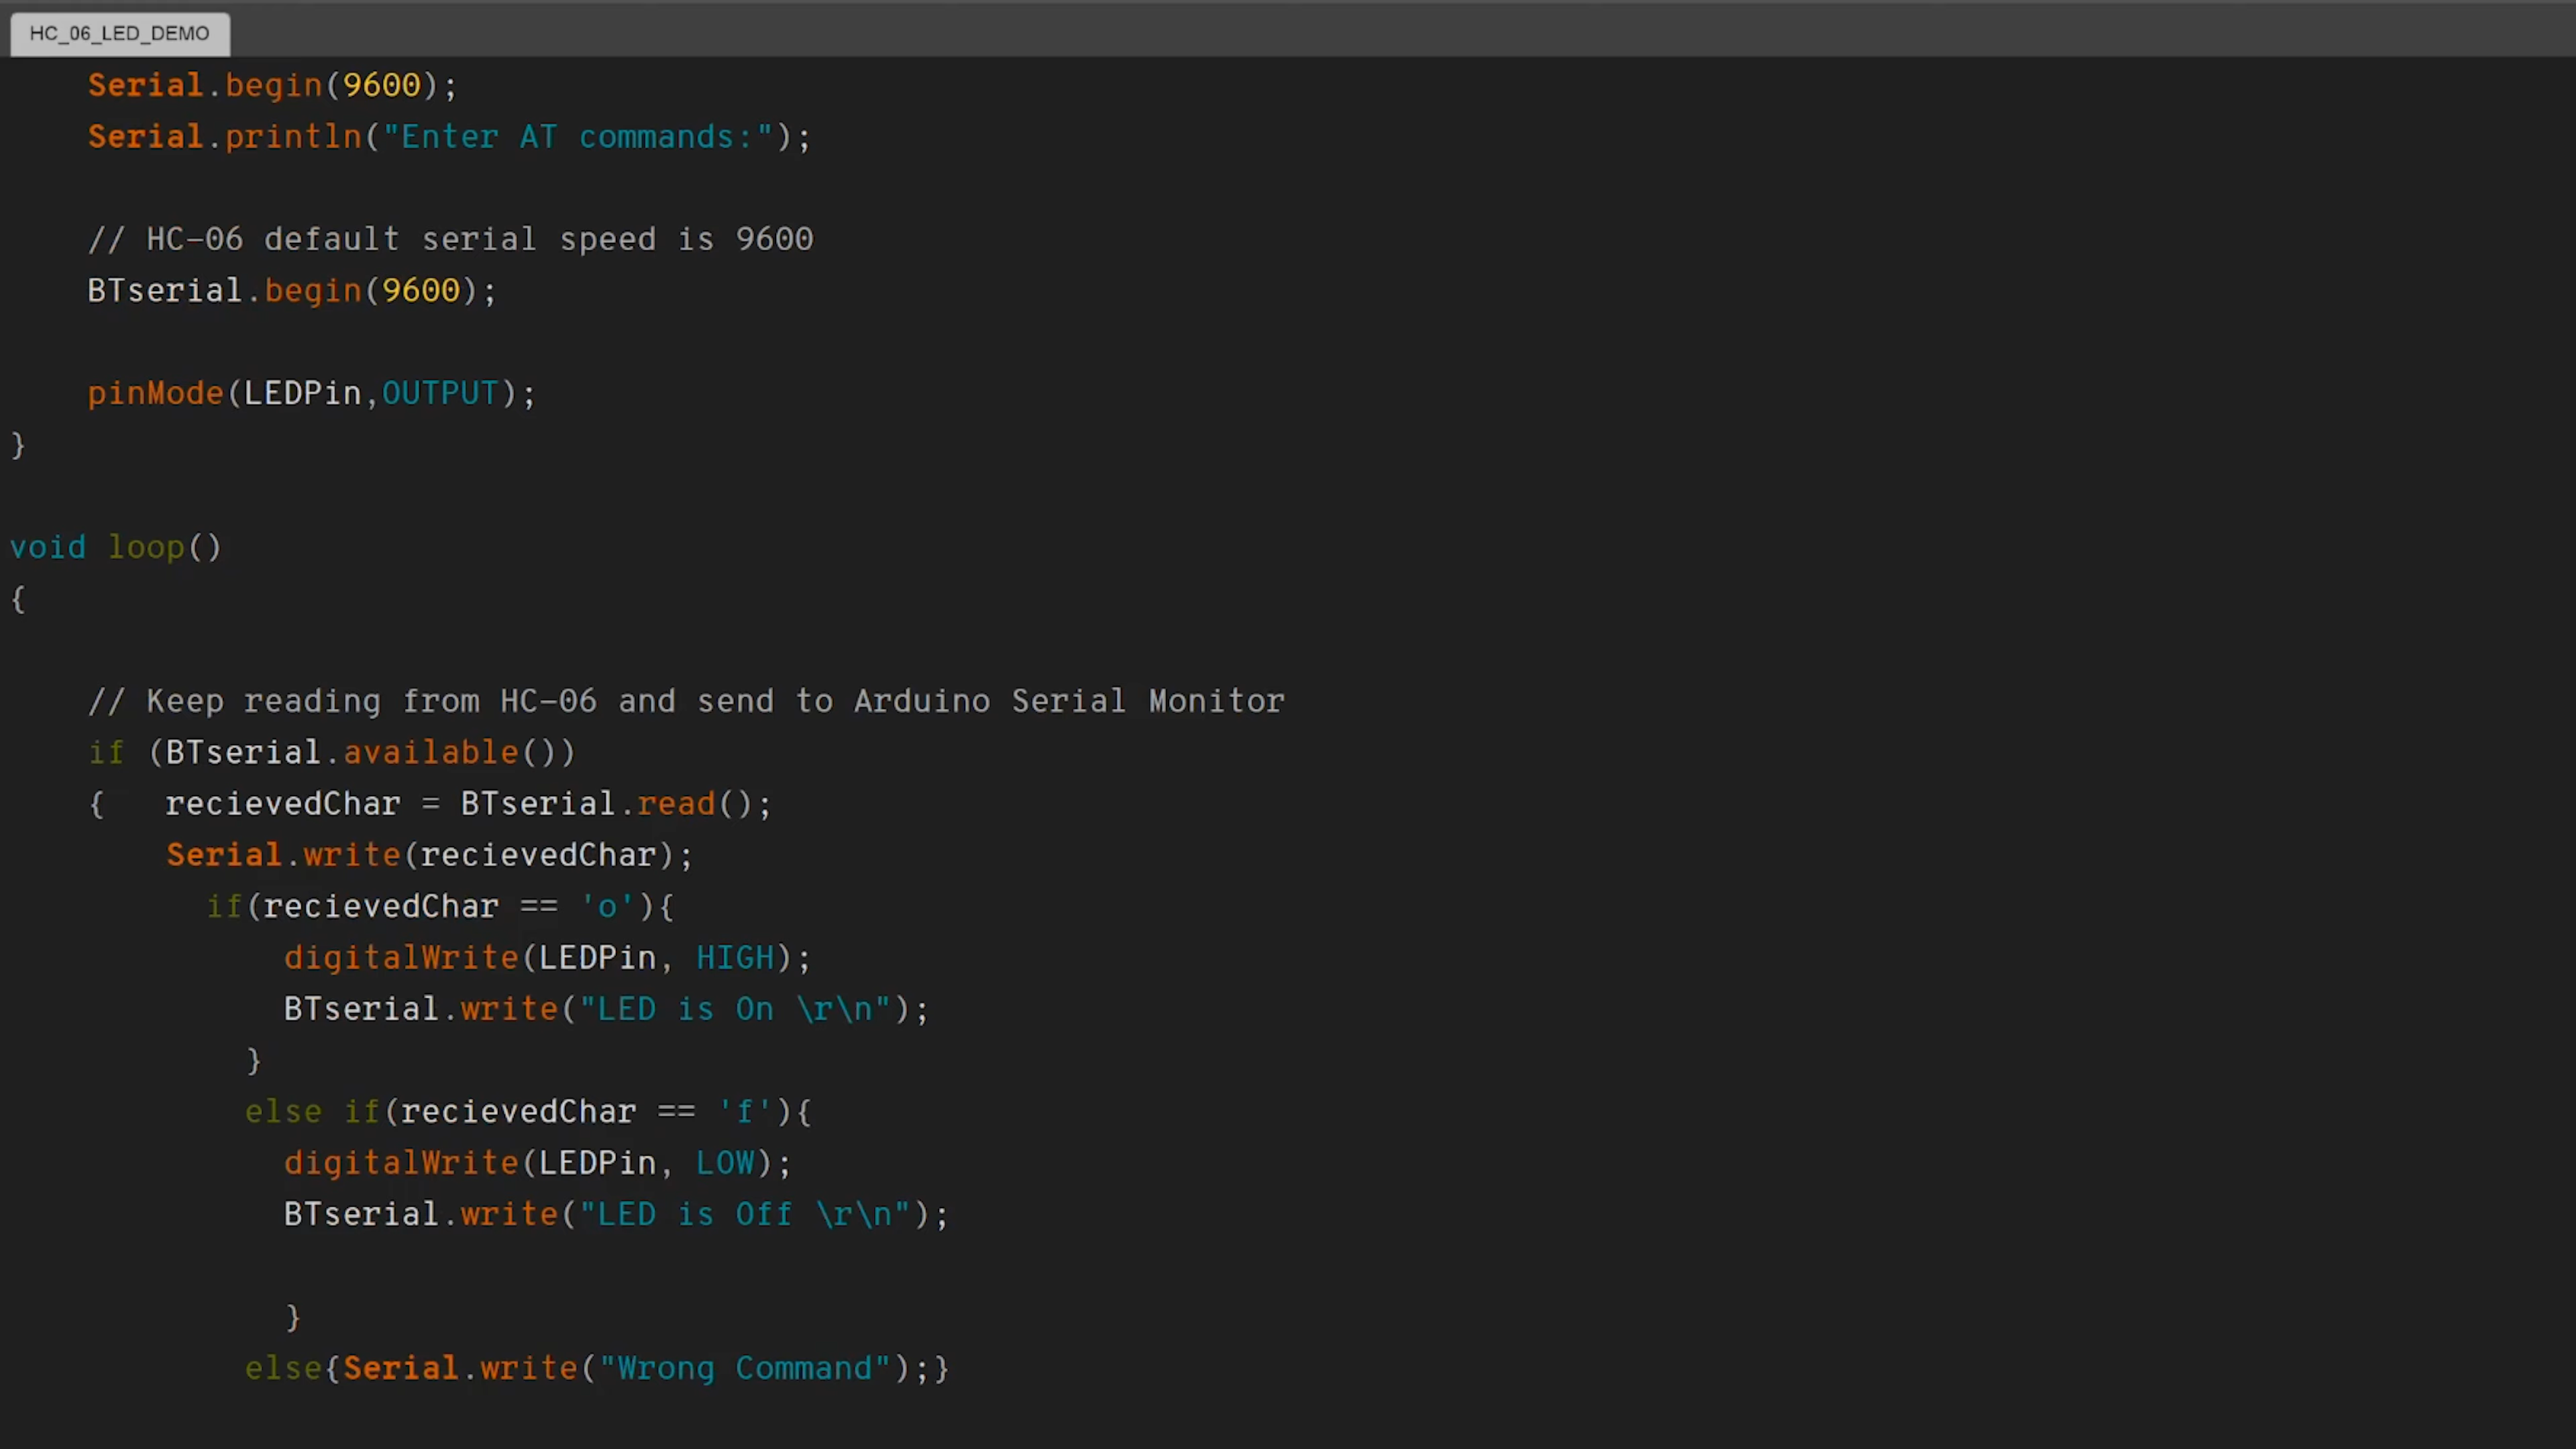 HC_06_LED_DEMO
Serial.begin(9600);
Serial.println("Enter AT commands:");
// HC-06 default serial speed is 9600
BTserial.begin(9600);
pinMode(LEDPin,OUTPUT);
}
void loop()
{
// Keep reading from HC-06 and send to Arduino Serial Monitor
if (BTserial.available())
{   recievedChar = BTserial.read();
Serial.write(recievedChar);
if(recievedChar == 'o'){
digitalWrite(LEDPin, HIGH);
BTserial.write("LED is On \r\n");
}
else if(recievedChar == 'f'){
digitalWrite(LEDPin, LOW);
BTserial.write("LED is Off \r\n");
}
else{Serial.write("Wrong Command");}